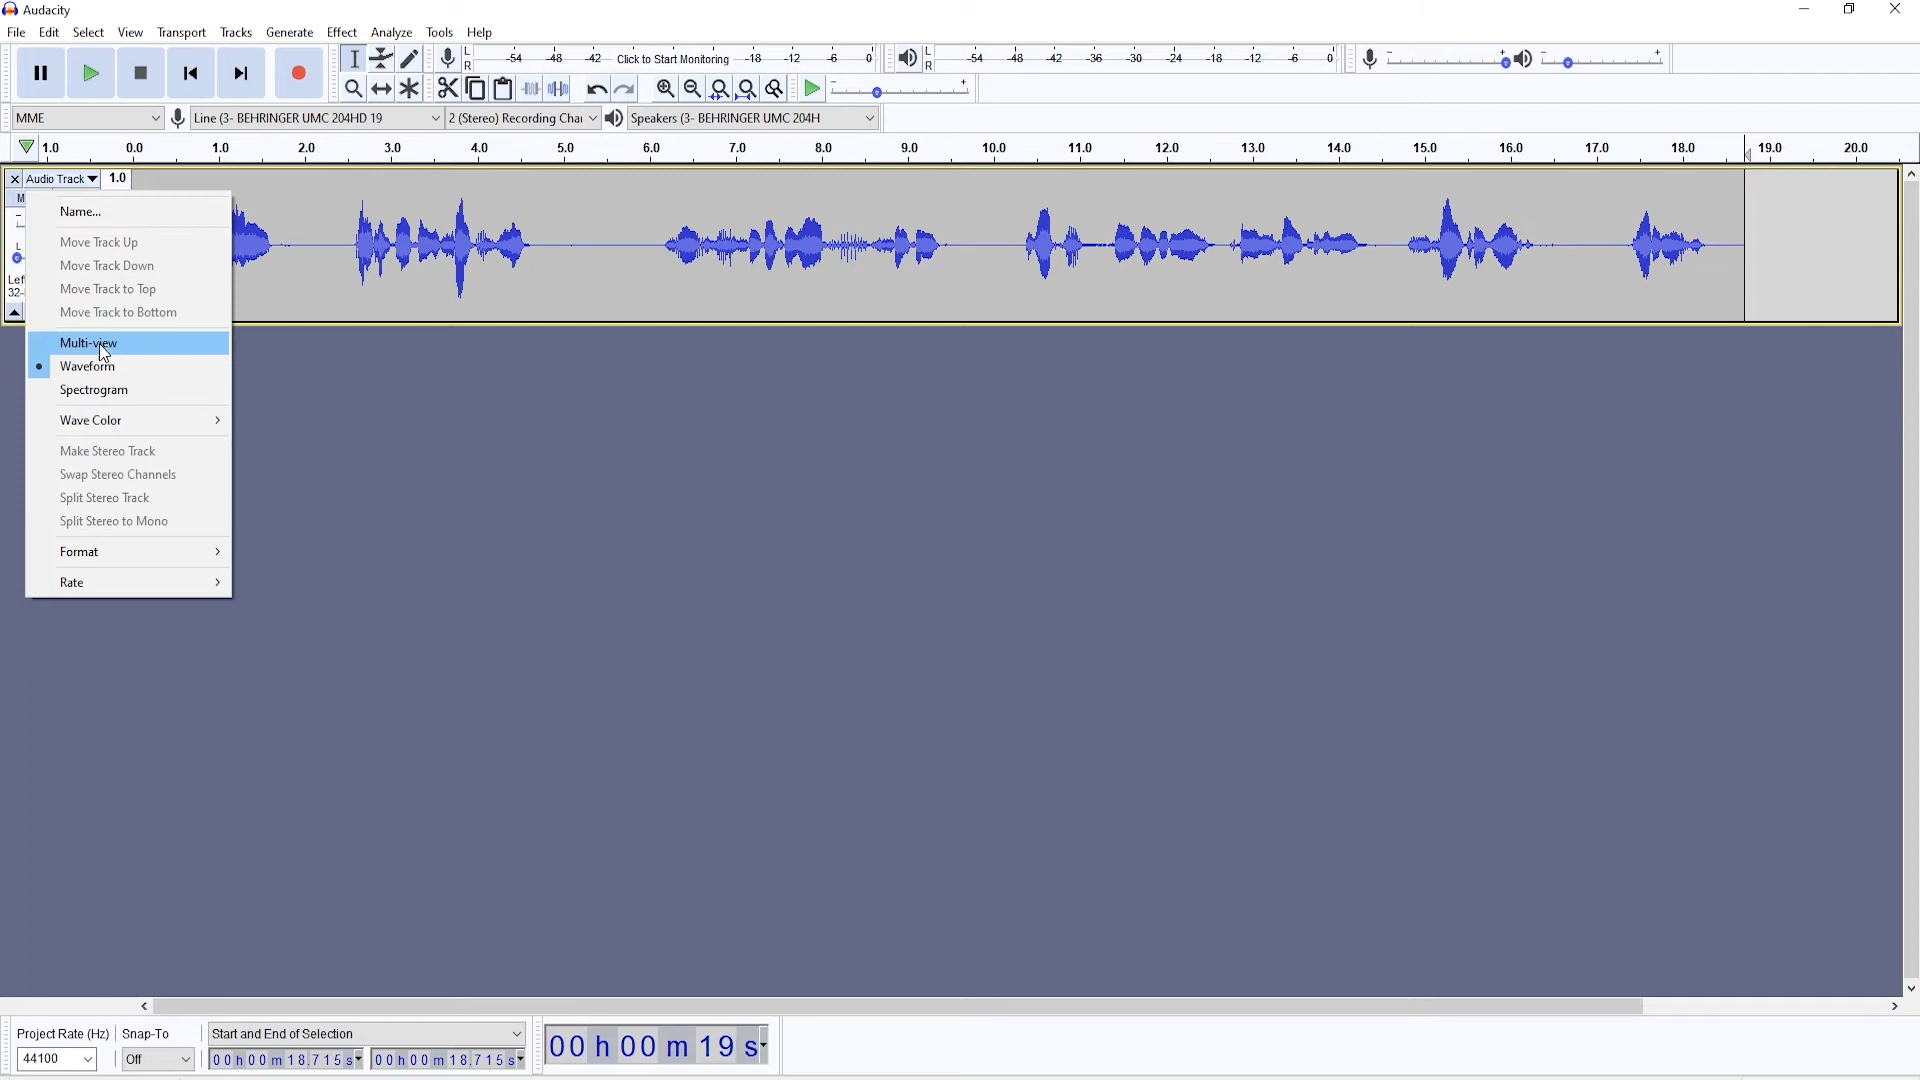 Audacity
File Edit Select View Transport Tracks Generate Effect Analyze Tools Help
L R -54 -48 -42 Click to Start Monitoring -18 -12 -6 0 L R -54 -48 -42 -36 -30 -24 -18 -12 -6 0 - + - +
- +
MME Line (3- BEHRINGER UMC 204HD 19 2 (Stereo) Recording Chai Speakers (3- BEHRINGER UMC 204H
1.0 0.0 1.0 2.0 3.0 4.0 5.0 6.0 7.0 8.0 9.0 10.0 11.0 12.0 13.0 14.0 15.0 16.0 17.0 18.0 19.0 20.0
Audio Track 1.0
M
Name...
Move Track Up
L
Move Track Down
Lef
Move Track to Top
32-
Move Track to Bottom
Multi-view
Waveform
Spectrogram
Wave Color
Make Stereo Track
Swap Stereo Channels
Split Stereo Track
Split Stereo to Mono
Format
Rate
Project Rate (Hz) Snap-To Start and End of Selection
44100 Off 00h00m18.715s 00h00m18.715s 00h00m19s